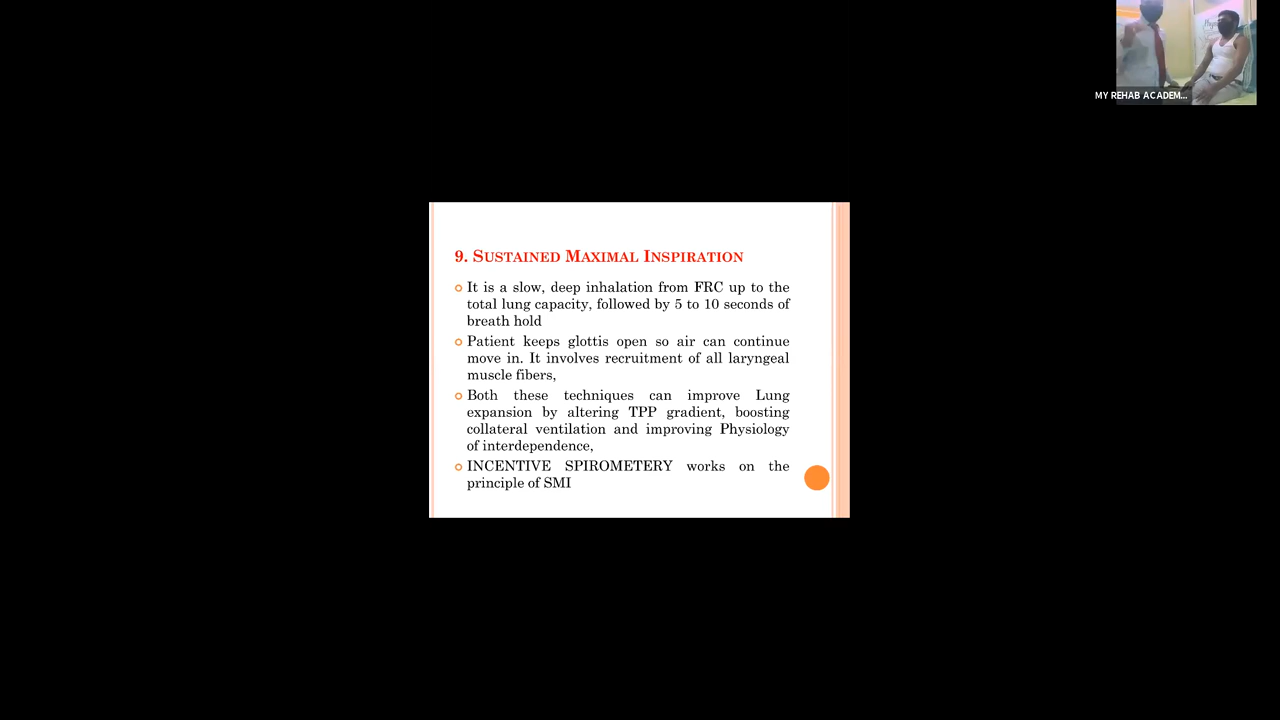 MY REHAB ACADEM...
9. SUSTAINED MAXIMAL INSPIRATION
It is a slow, deep inhalation from FRC up to the
total lung capacity, followed by 5 to 10 seconds of
breath hold
Patient keeps glottis open so air can continue
move in. It involves recruitment of all laryngeal
muscle fibers,
Both these techniques can improve Lung
expansion by altering TPP gradient, boosting
collateral ventilation and improving Physiology
of interdependence,
INCENTIVE SPIROMETERY works on the
principle of SMI